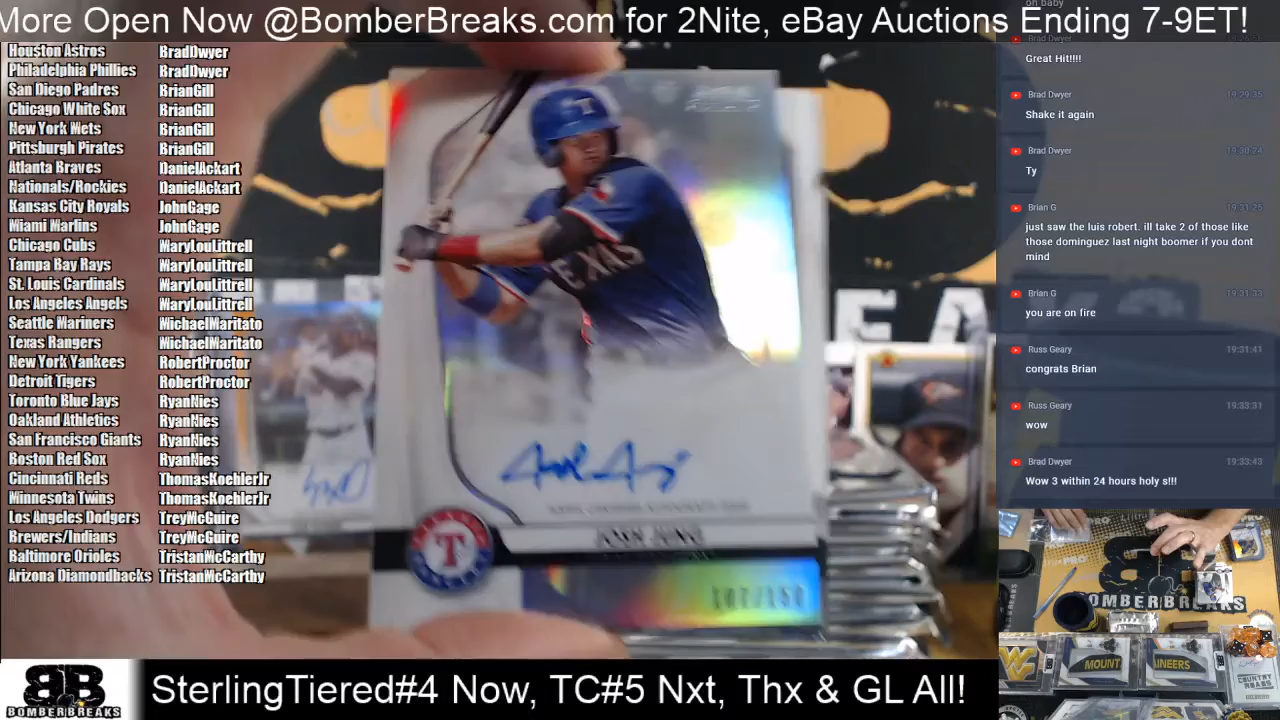 More Open Now @BomberBreaks.com for 2Nite, eBay Auctions Ending 7-9ET!
Houston Astros BradDwyer
Philadelphia Phillies BradDwyer
San Diego Padres BrianGill
Chicago White Sox BrianGill
New York Mets BrianGill
Pittsburgh Pirates BrianGill
Atlanta Braves DanielAckart
Nationals/Rockies DanielAckart
Kansas City Royals JohnGage
Miami Marlins JohnGage
Chicago Cubs MaryLouLittrell
Tampa Bay Rays MaryLouLittrell
St. Louis Cardinals MaryLouLittrell
Los Angeles Angels MaryLouLittrell
Seattle Mariners MichaelMaritato
Texas Rangers MichaelMaritato
New York Yankees RobertProctor
Detroit Tigers RobertProctor
Toronto Blue Jays RyanNies
Oakland Athletics RyanNies
San Francisco Giants RyanNies
Boston Red Sox RyanNies
Cincinnati Reds ThomasKoehlerJr
Minnesota Twins ThomasKoehlerJr
Los Angeles Dodgers TreyMcGuire
Brewers/Indians TreyMcGuire
Baltimore Orioles TristanMcCarthy
Arizona Diamondbacks TristanMcCarthy
TEXAS
T
JOSH JUNG
oh baby
Great Hit!!!!
Brad Dwyer 19:29:35
Shake it again
Brad Dwyer 19:30:24
Ty
Brian G 19:31:25
just saw the luis robert. ill take 2 of those like
those dominguez last night boomer if you dont
mind
Brian G 19:31:33
you are on fire
Russ Geary 19:31:41
congrats Brian
Russ Geary 19:33:31
wow
Brad Dwyer 19:33:43
Wow 3 within 24 hours holy s!!!
BOMBERBREAKS
MOUNT
AINEERS
COUNTRY
ROADS
BB
BOMBERBREAKS
SterlingTiered#4 Now, TC#5 Nxt, Thx & GL All!